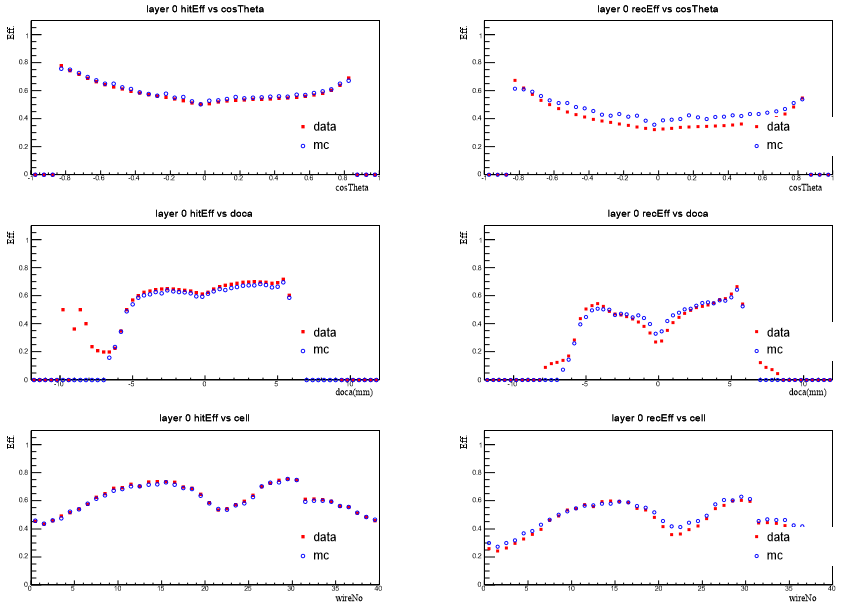 layer 0 hitEff vs cosTheta
Eff.
1
0.8
0.6
0.4
0.2
0
-1 -0.8 -0.6 -0.4 -0.2 0 0.2 0.4 0.6 0.8 1
cosTheta
data
mc
layer 0 recEff vs cosTheta
Eff.
1
0.8
0.6
0.4
0.2
0
-1 -0.8 -0.6 -0.4 -0.2 0 0.2 0.4 0.6 0.8 1
cosTheta
data
mc
layer 0 hitEff vs doca
Eff.
1
0.8
0.6
0.4
0.2
0
-10 -5 0 5 10
doca(mm)
data
mc
layer 0 recEff vs doca
Eff.
1
0.8
0.6
0.4
0.2
0
-10 -5 0 5 10
doca(mm)
data
mc
layer 0 hitEff vs cell
Eff.
1
0.8
0.6
0.4
0.2
0
0 5 10 15 20 25 30 35 40
wireNo
data
mc
layer 0 recEff vs cell
Eff.
1
0.8
0.6
0.4
0.2
0
0 5 10 15 20 25 30 35 40
wireNo
data
mc